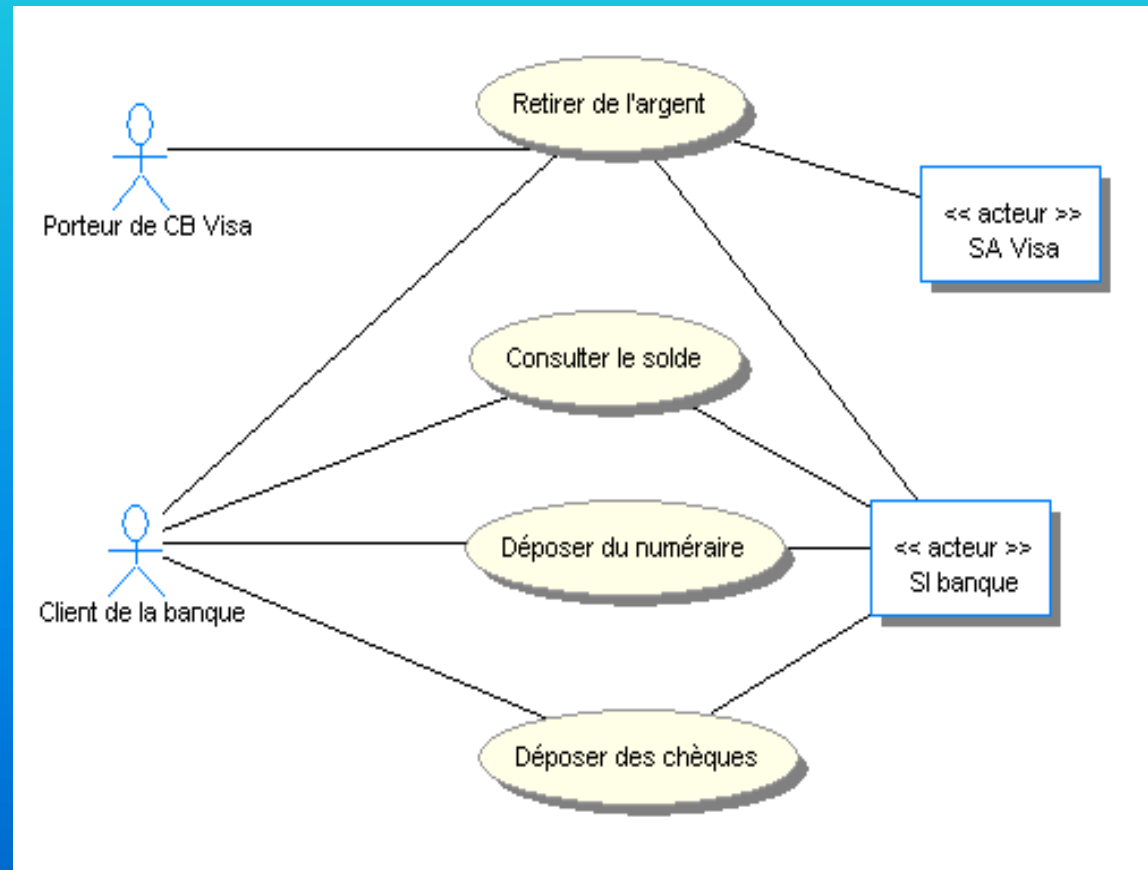 Retirer de l'argent
Porteur de CB Visa
<< acteur >>
SA Visa
Consulter le solde
Déposer du numéraire
<< acteur >>
SI banque
Client de la banque
Déposer des chèques